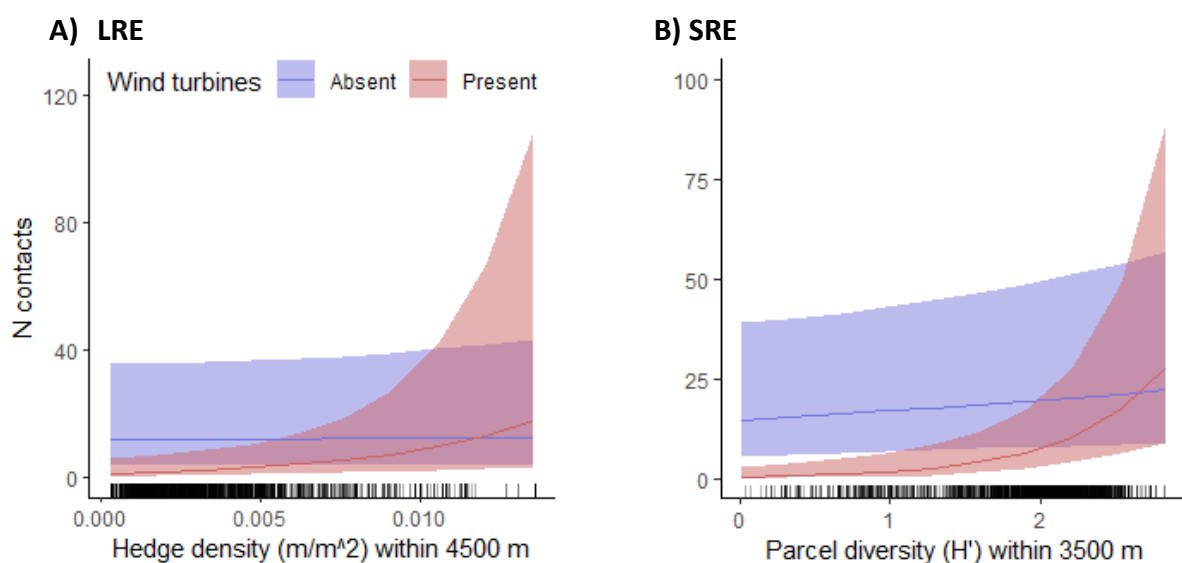 A) LRE
Wind turbines Absent Present
120
80
40
0
N contacts
0.000 0.005 0.010
Hedge density (m/m^2) within 4500 m
B) SRE
100
75
50
25
0
0 1 2
Parcel diversity (H') within 3500 m